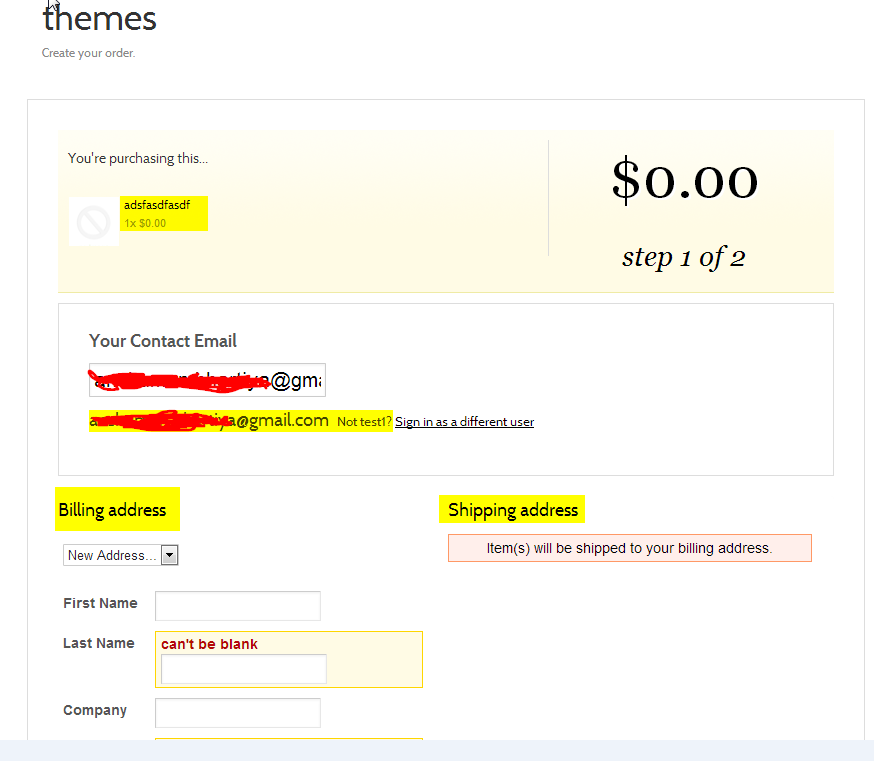 themes
Create your order.
You're purchasing this...
adsfasdfasdf
1x $0.00
$0.00
step 1 of 2
Your Contact Email
@gma
@gmail.com Not test1? Sign in as a different user
Billing address
Shipping address
New Address...
Item(s) will be shipped to your billing address.
First Name
Last Name
can't be blank
Company